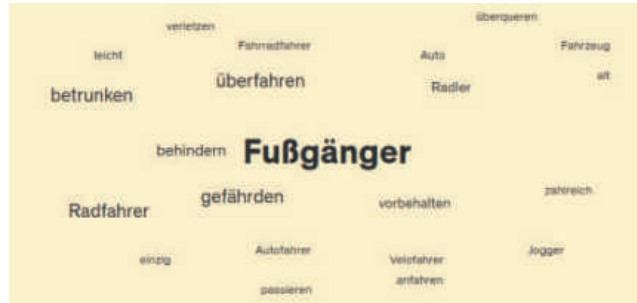 überqueren
verletzen
Fahrradfahrer
Fahrzeug
leicht
Auto
alt
überfahren
Radler
betrunken
behindern
Fußgänger
zahlreich
gefährden
vorbehalten
Radfahrer
Autofahrer
Jogger
einzig
Velofahrer
anfahren
passieren